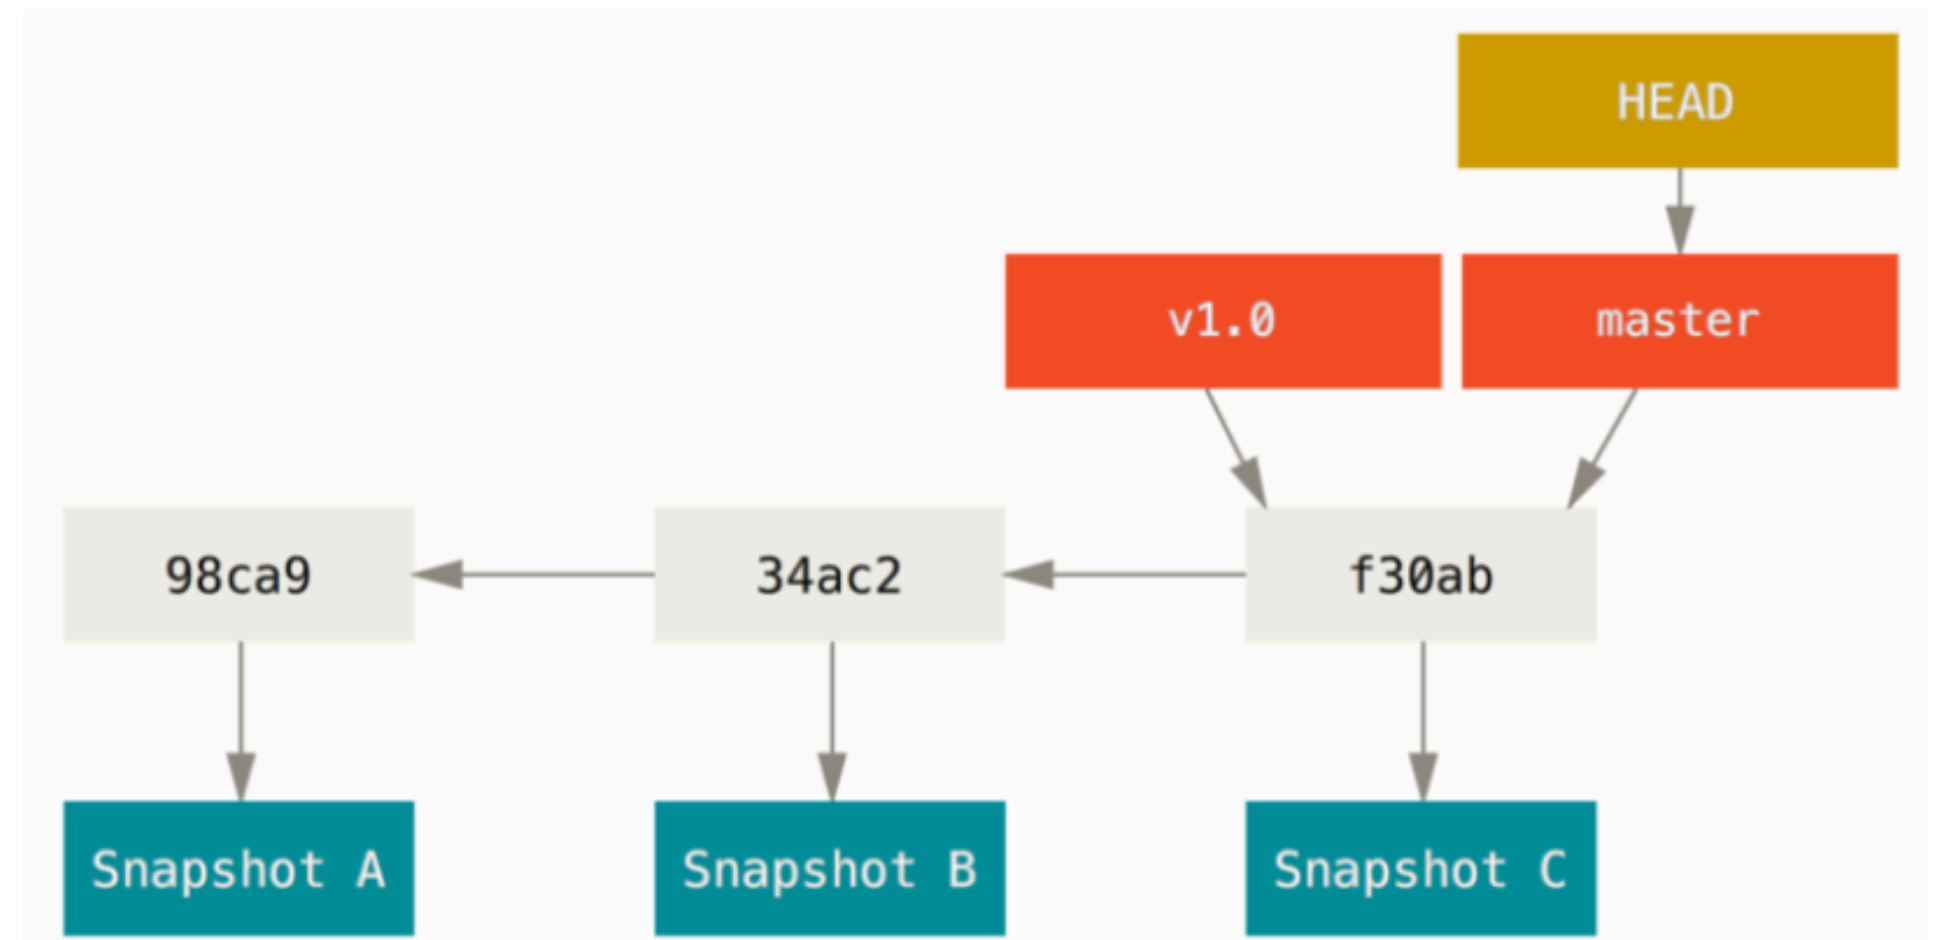 HEAD
v1.0
master
98ca9
34ac2
f30ab
Snapshot A
Snapshot B
Snapshot C